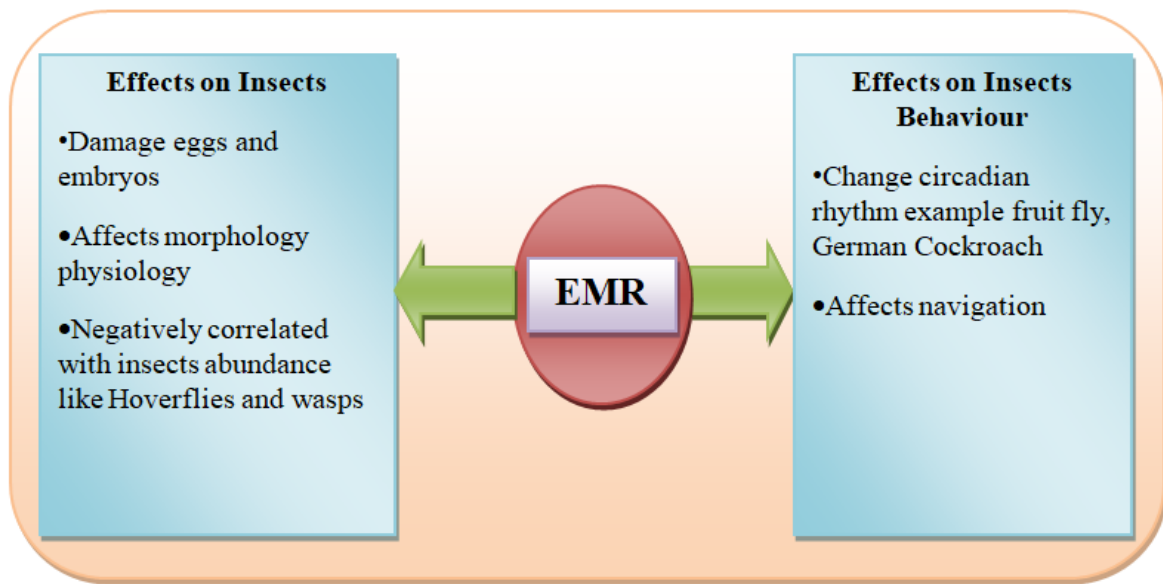 Effects on Insects
•Damage eggs and
embryos
•Affects morphology
physiology
•Negatively correlated
with insects abundance
like Hoverflies and wasps
EMR
Effects on Insects
Behaviour
•Change circadian
rhythm example fruit fly,
German Cockroach
•Affects navigation